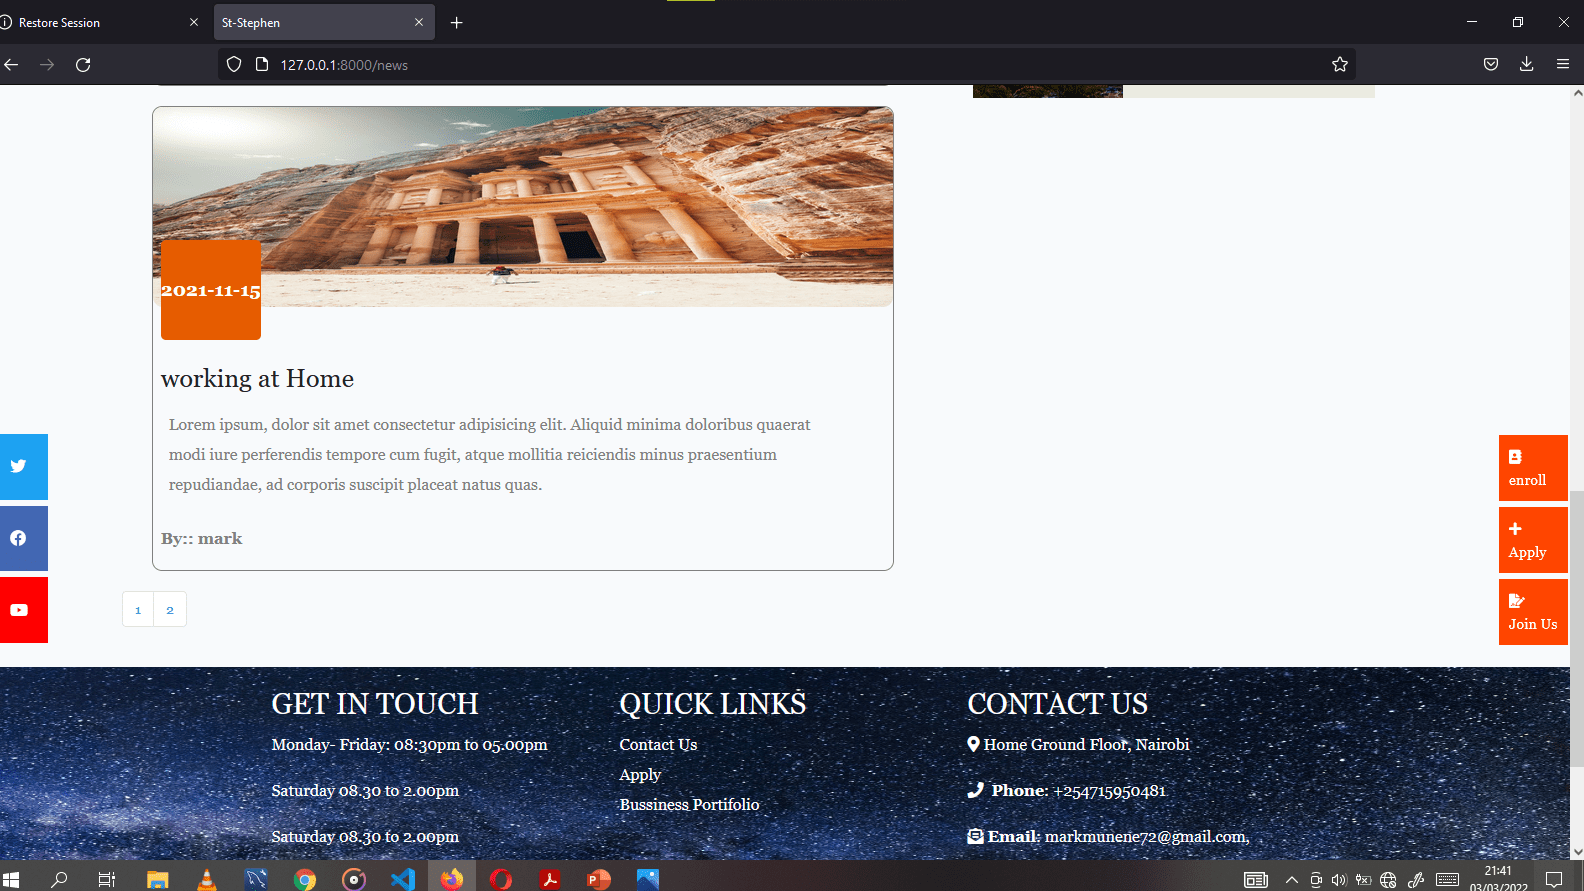 Restore Session
St-Stephen
127.0.0.1:8000/news
2021-11-15
working at Home
Lorem ipsum, dolor sit amet consectetur adipisicing elit. Aliquid minima doloribus quaerat
modi iure perferendis tempore cum fugit, atque mollitia reiciendis minus praesentium
repudiandae, ad corporis suscipit placeat natus quas.
By:: mark
1 2
enroll
Apply
Join Us
GET IN TOUCH
Monday- Friday: 08:30pm to 05.00pm
Saturday 08.30 to 2.00pm
Saturday 08.30 to 2.00pm
QUICK LINKS
Contact Us
Apply
Bussiness Portifolio
CONTACT US
Home Ground Floor, Nairobi
Phone: +254715950481
Email: markmunene72@gmail.com,
21:41
03/03/2022